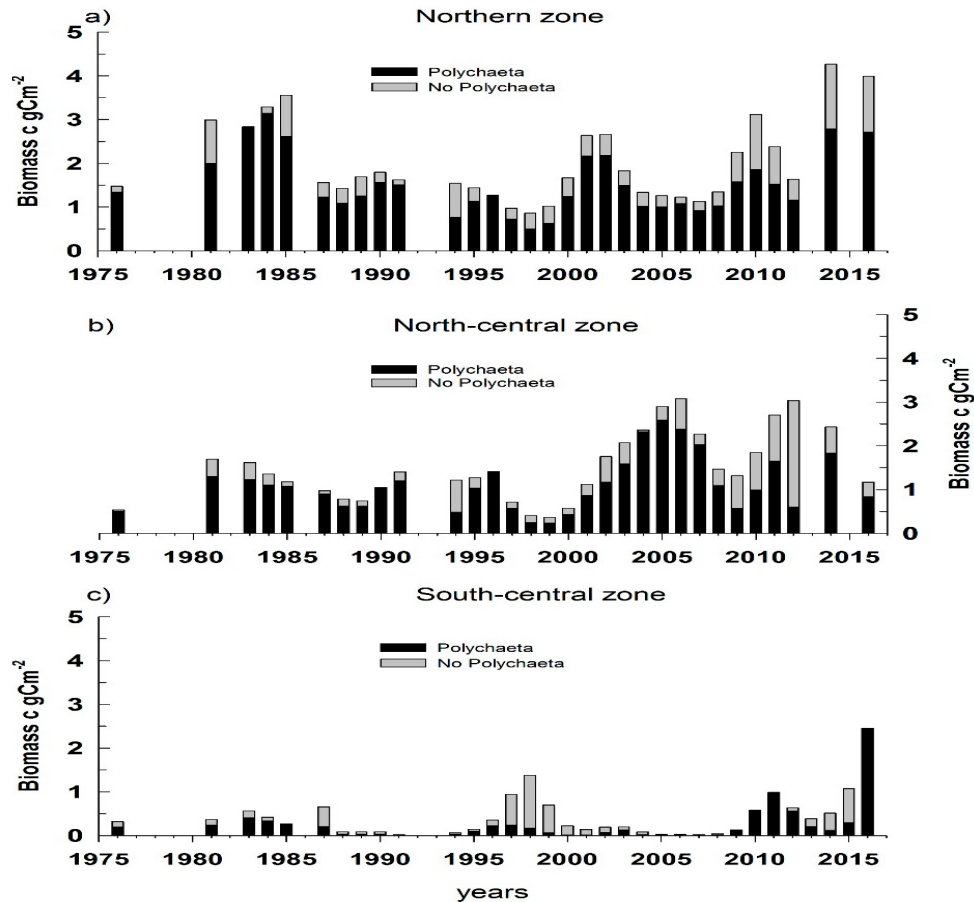 a) Northern zone
5
4
3
2
1
0
Biomass c gCm-2
Polychaeta
No Polychaeta
1975 1980 1985 1990 1995 2000 2005 2010 2015
b) North-central zone
5
4
3
2
1
0
Biomass c gCm-2
Polychaeta
No Polychaeta
1975 1980 1985 1990 1995 2000 2005 2010 2015
c) South-central zone
5
4
3
2
1
0
Biomass c gCm-2
Polychaeta
No Polychaeta
1975 1980 1985 1990 1995 2000 2005 2010 2015
years